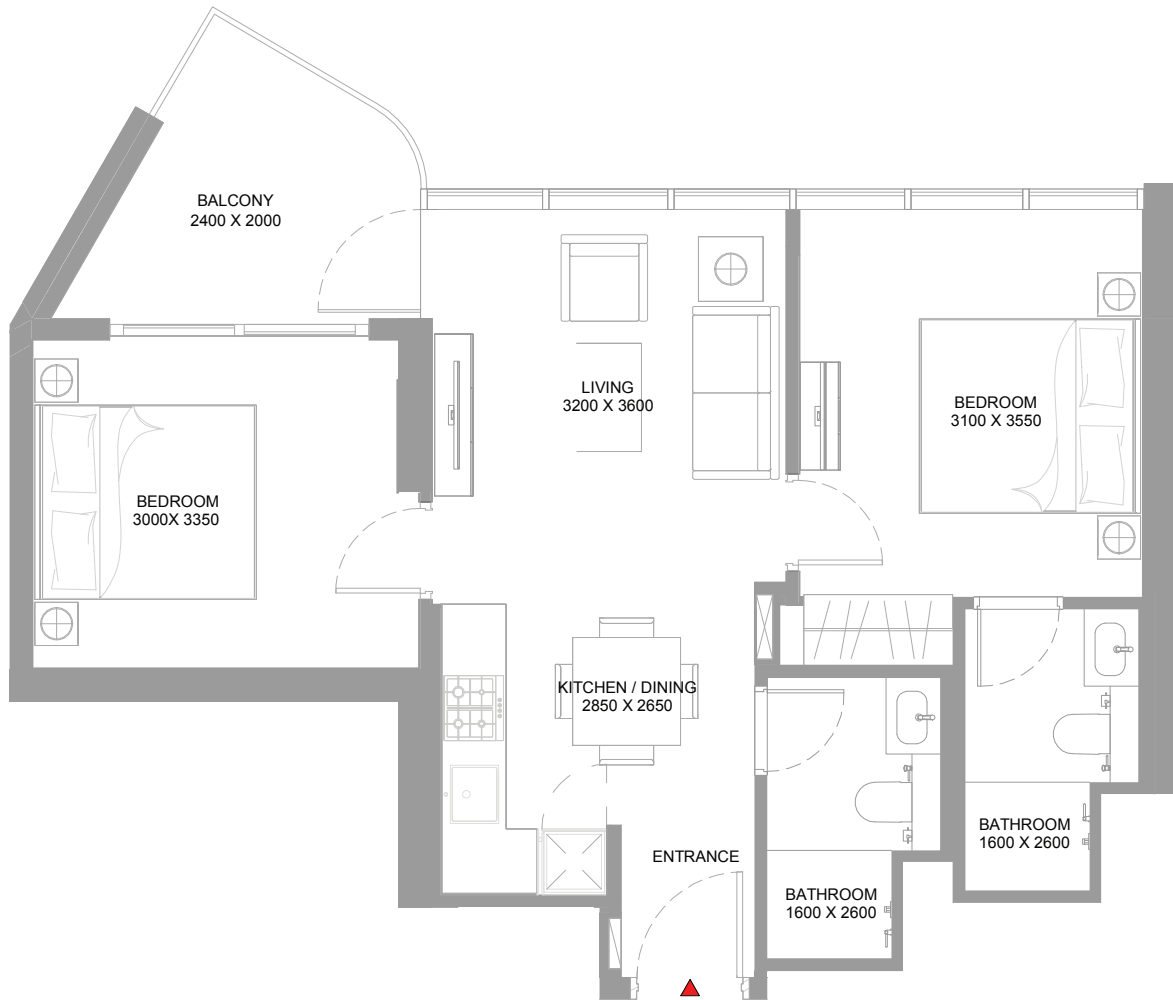 BALCONY
2400 X 2000
LIVING
3200 X 3600
BEDROOM
3100 X 3550
BEDROOM
3000X 3350
KITCHEN / DINING
2850 X 2650
BATHROOM
1600 X 2600
ENTRANCE
BATHROOM
1600 X 2600